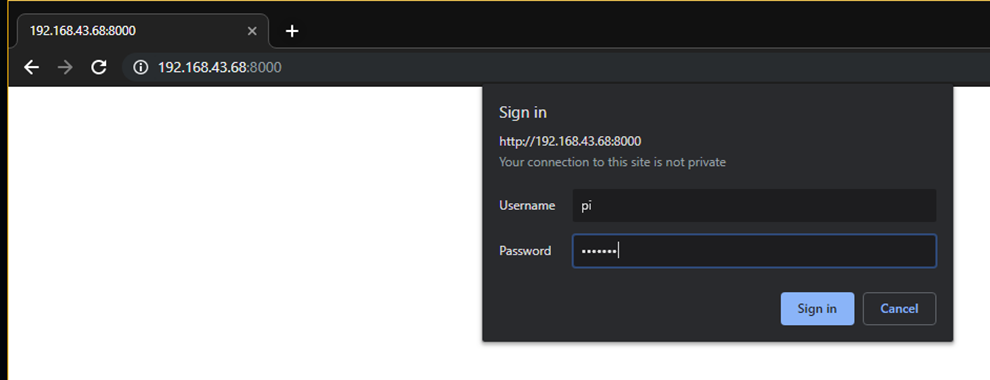 192.168.43.68:8000
192.168.43.68:8000
Sign in
http://192.168.43.68:8000
Your connection to this site is not private
Username pi
Password •••••••
Sign in Cancel